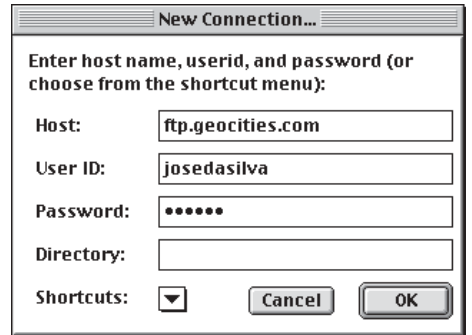 New Connection...
Enter host name, userid, and password (or
choose from the shortcut menu):
Host: ftp.geocities.com
User ID: josedasilva
Password: ••••••
Directory:
Shortcuts: Cancel OK